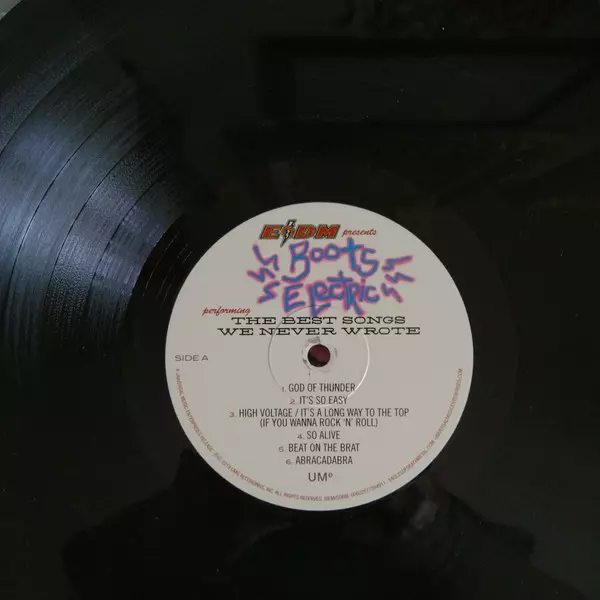 EODM presents
BOOTS
ELECTRIC
performing
THE BEST SONGS
WE NEVER WROTE
SIDE A
1. GOD OF THUNDER
2. IT'S SO EASY
3. HIGH VOLTAGE / IT'S A LONG WAY TO THE TOP
(IF YOU WANNA ROCK 'N' ROLL)
4. SO ALIVE
5. BEAT ON THE BRAT
6. ABRACADABRA
UMe